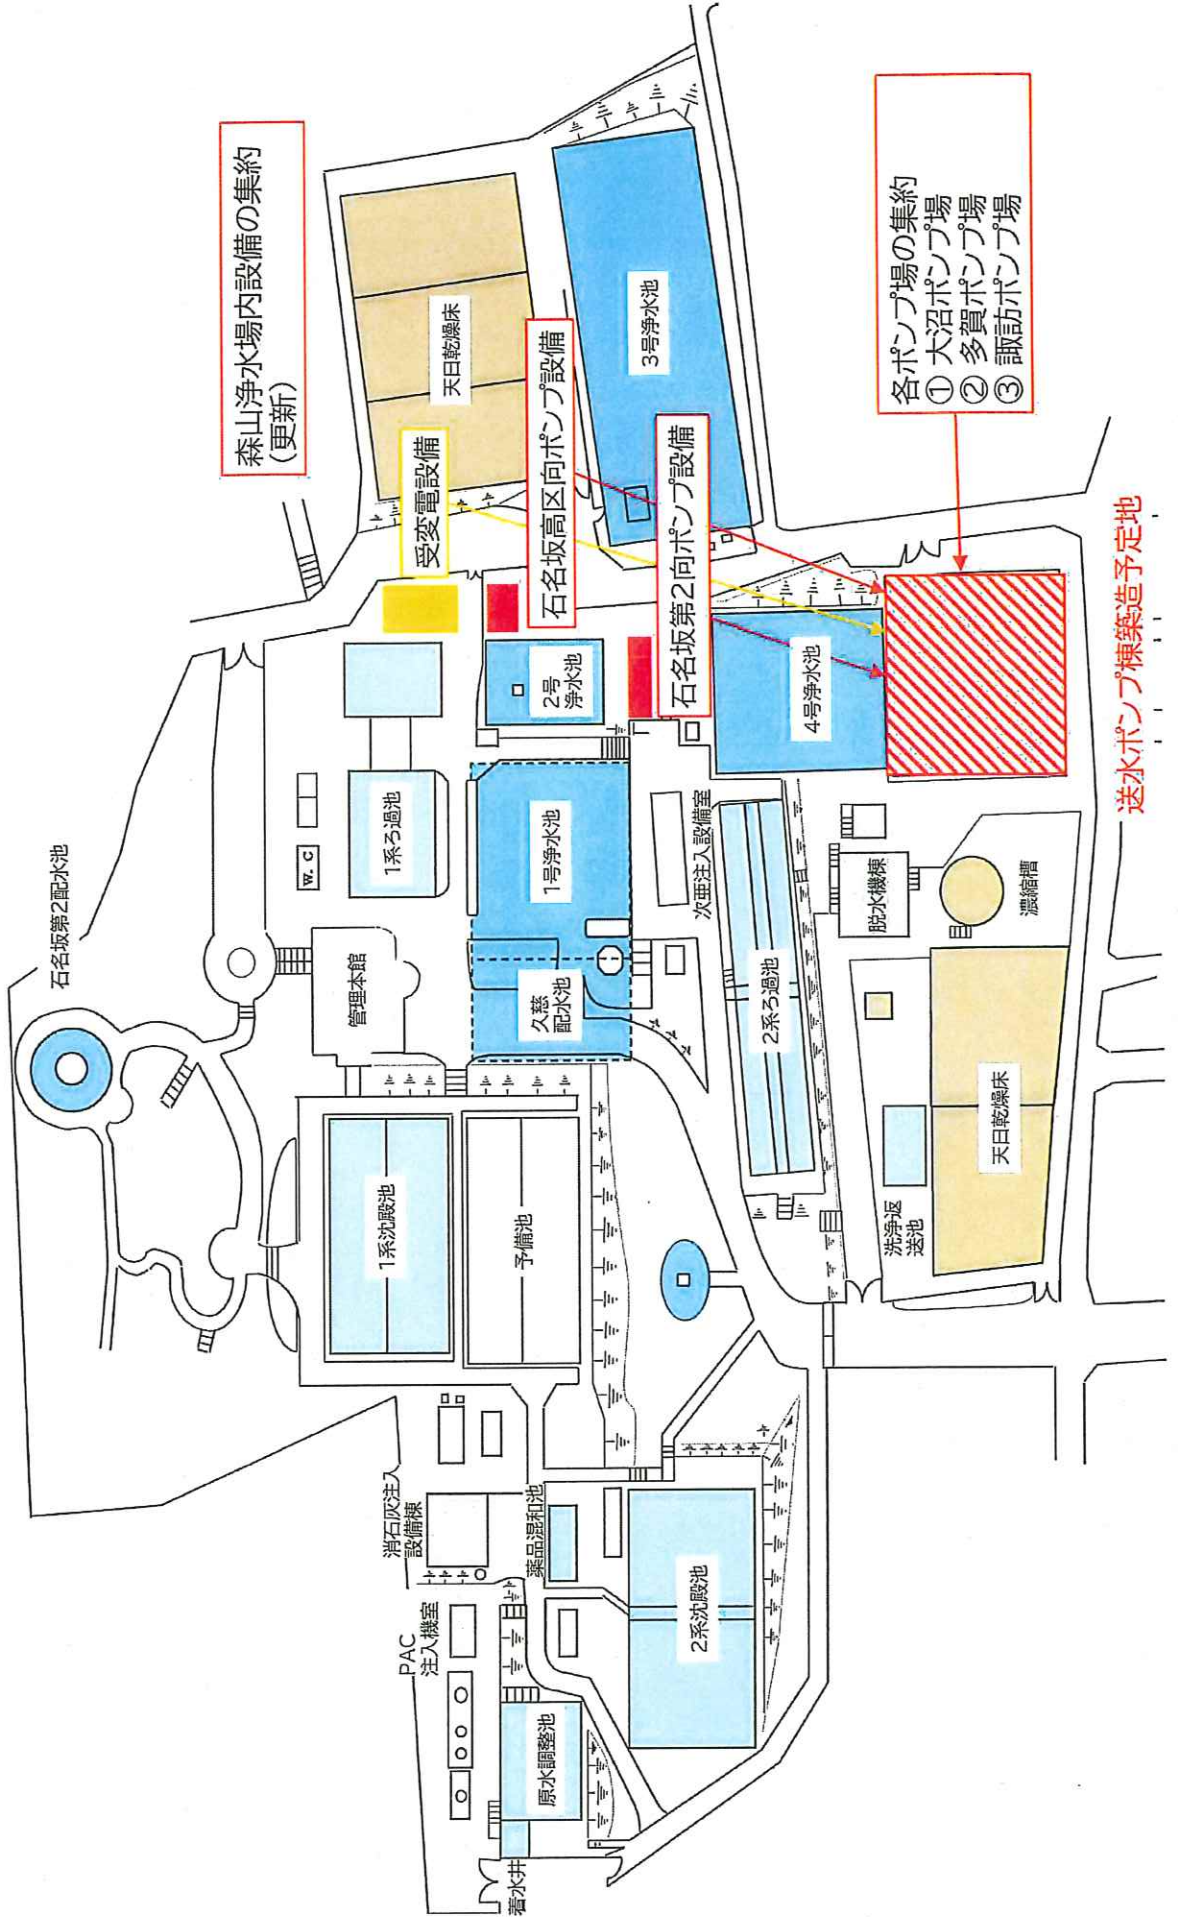 森山浄水場内設備の集約
(更新)
天日乾燥床
受変電設備
石名坂高区向ポンプ設備
3号浄水池
石名坂第2向ポンプ設備
各ポンプ場の集約
① 大沼ポンプ場
② 多賀ポンプ場
③ 諏訪ポンプ場
送水ポンプ棟築造予定地
4号浄水池
2号
浄水池
1系ろ過池
W.C
1号浄水池
久慈
配水池
次亜注入設備室
2系ろ過池
脱水機棟
濃縮槽
天日乾燥床
洗浄返
送池
石名坂第2配水池
管理本館
1系沈殿池
予備池
消石灰注入
設備棟
薬品混和池
2系沈殿池
PAC
注入機室
原水調整池
着水井